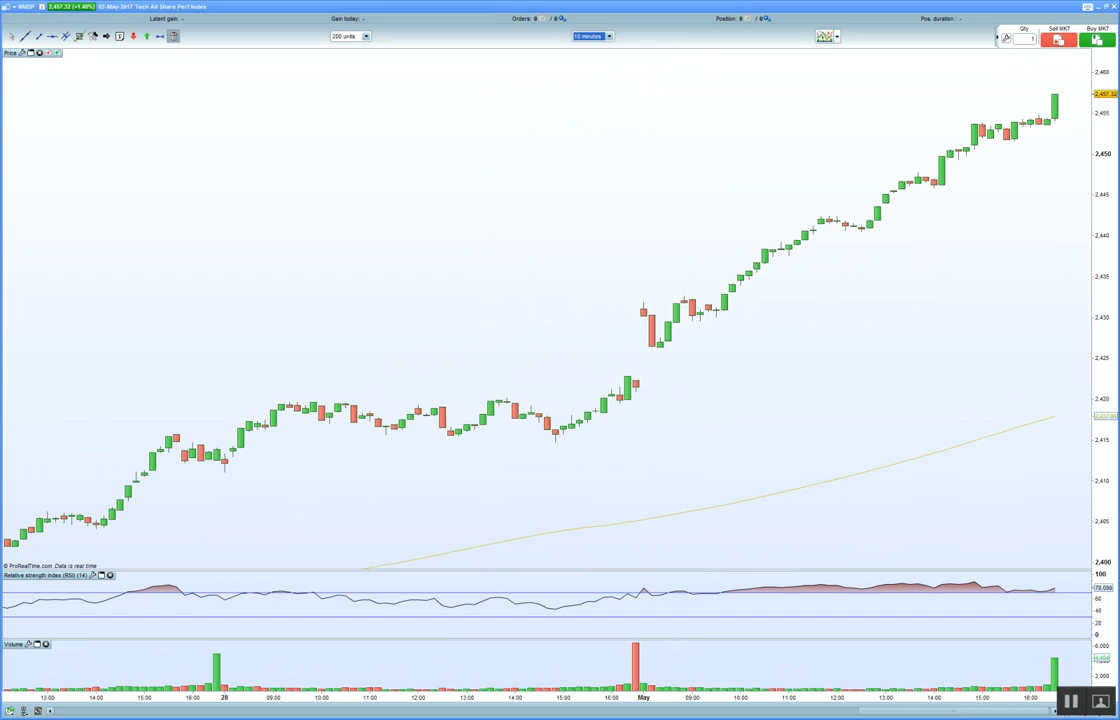 2,457.32 (+1.46%) 02-May-2017 Tech All Share Perf Index
Latent gain: - Gain today: - Orders: 0 / 0 Position: 0 / 0 Pos. duration: -
Qty Sell MKT Buy MKT
200 units 10 minutes 1
Price
2,460
2,457.32
2,455
2,450
2,445
2,440
2,435
2,430
2,425
2,420
2,415
2,410
2,405
2,400
© ProRealTime.com Data is real time
Relative strength index (RSI) (14)
100
78.699
60
40
20
0
Volume
6,000
2,000
13:00 14:00 15:00 16:00 28 09:00 10:00 11:00 12:00 13:00 14:00 15:00 16:00 May 09:00 10:00 11:00 12:00 13:00 14:00 15:00 16:00